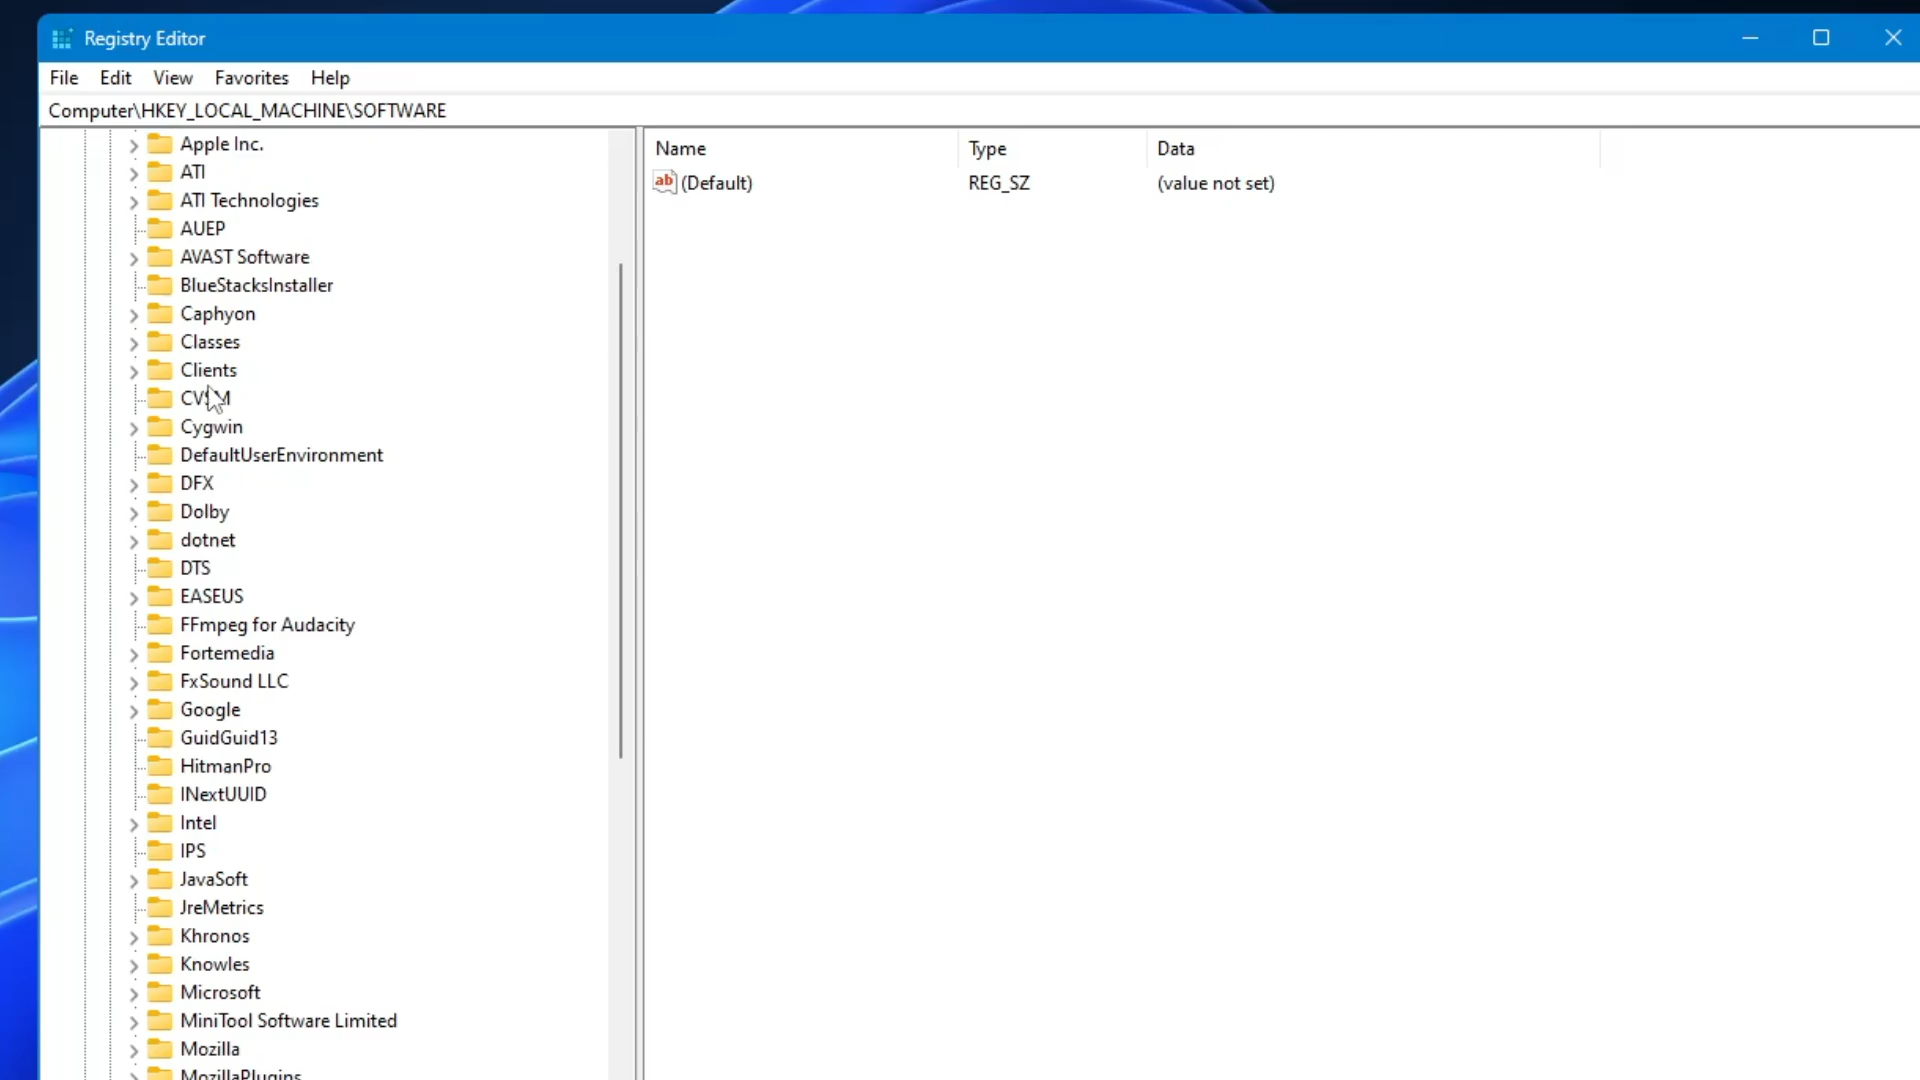 Registry Editor
File Edit View Favorites Help
Computer\HKEY_LOCAL_MACHINE\SOFTWARE
Name Type Data
ab (Default) REG_SZ (value not set)
Apple Inc.
ATI
ATI Technologies
AUEP
AVAST Software
BlueStacksInstaller
Caphyon
Classes
Clients
Cygwin
DefaultUserEnvironment
DFX
Dolby
dotnet
DTS
EASEUS
FFmpeg for Audacity
Fortemedia
FxSound LLC
Google
GuidGuid13
HitmanPro
INextUUID
Intel
IPS
JavaSoft
JreMetrics
Khronos
Knowles
Microsoft
MiniTool Software Limited
Mozilla
MozillaPlugins